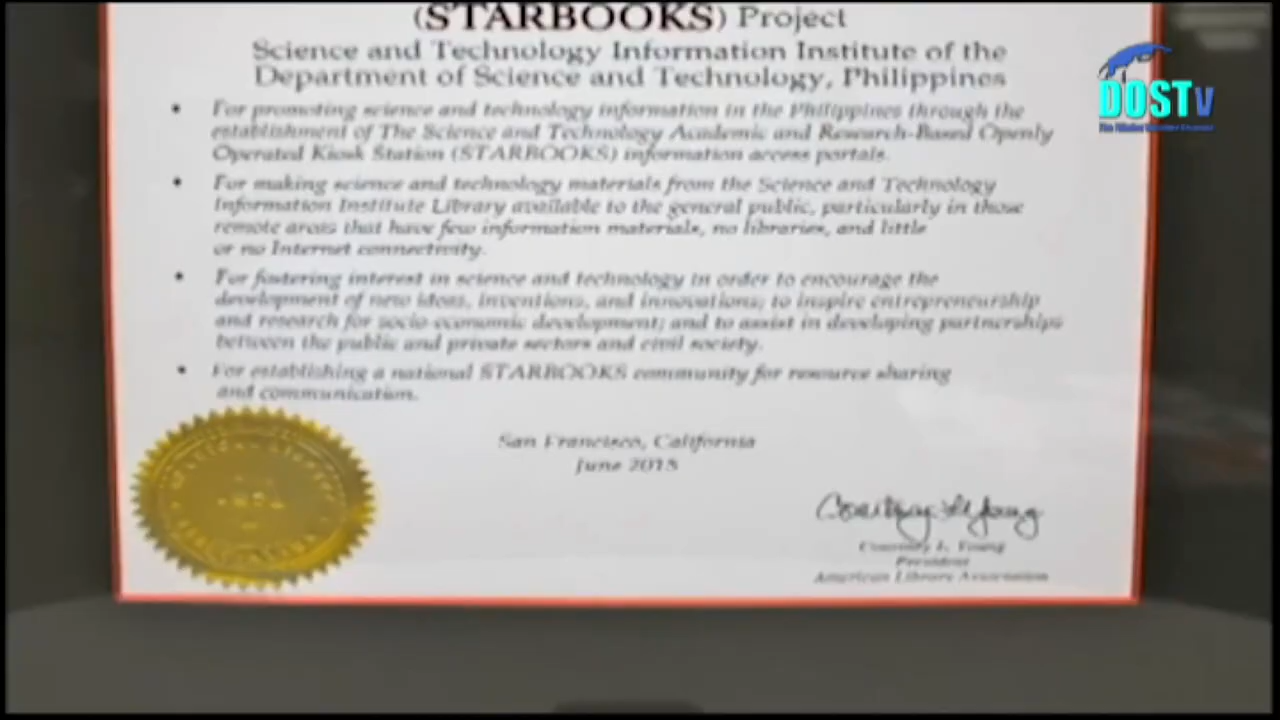 (STARBOOKS) Project
Science and Technology Information Institute of the
Department of Science and Technology, Philippines
DOSTv
• For promoting science and technology information in the Philippines through the
establishment of The Science and Technology Academic and Research-Based Openly
Operated Kiosk Station (STARBOOKS) information access portals.
• For making science and technology materials from the Science and Technology
Information Institute Library available to the general public, particularly in those
remote areas that have few information materials, no libraries, and little
or no Internet connectivity.
• For fostering interest in science and technology in order to encourage the
development of new ideas, inventions, and innovations; to inspire entrepreneurship
and research for socio-economic development; and to assist in developing partnerships
between the public and private sectors and civil society.
• For establishing a national STARBOOKS community for resource sharing
and communication.
San Francisco, California
June 2015
Courtney L. Young
President
American Library Association